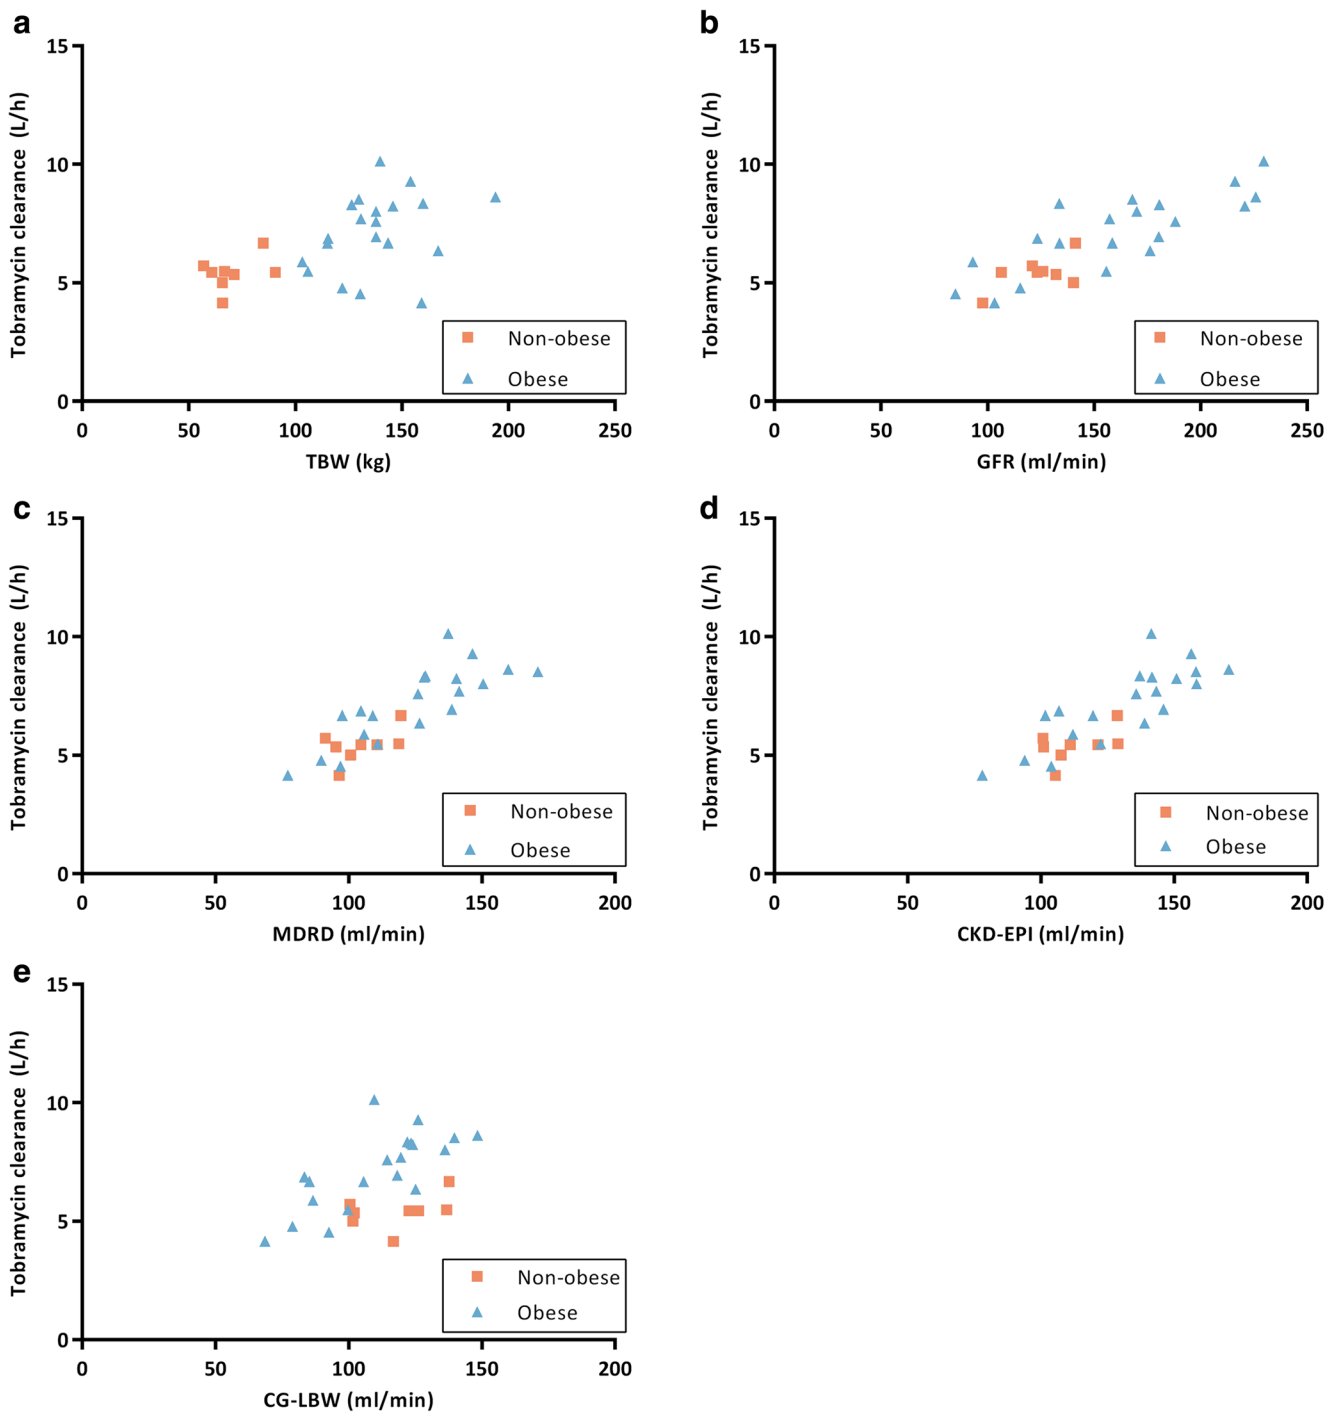 a
Tobramycin clearance (L/h)
15
10
5
0
0 50 100 150 200 250
TBW (kg)
Non-obese
Obese
b
Tobramycin clearance (L/h)
15
10
5
0
0 50 100 150 200 250
GFR (ml/min)
Non-obese
Obese
c
Tobramycin clearance (L/h)
15
10
5
0
0 50 100 150 200
MDRD (ml/min)
Non-obese
Obese
d
Tobramycin clearance (L/h)
15
10
5
0
0 50 100 150 200
CKD-EPI (ml/min)
Non-obese
Obese
e
Tobramycin clearance (L/h)
15
10
5
0
0 50 100 150 200
CG-LBW (ml/min)
Non-obese
Obese